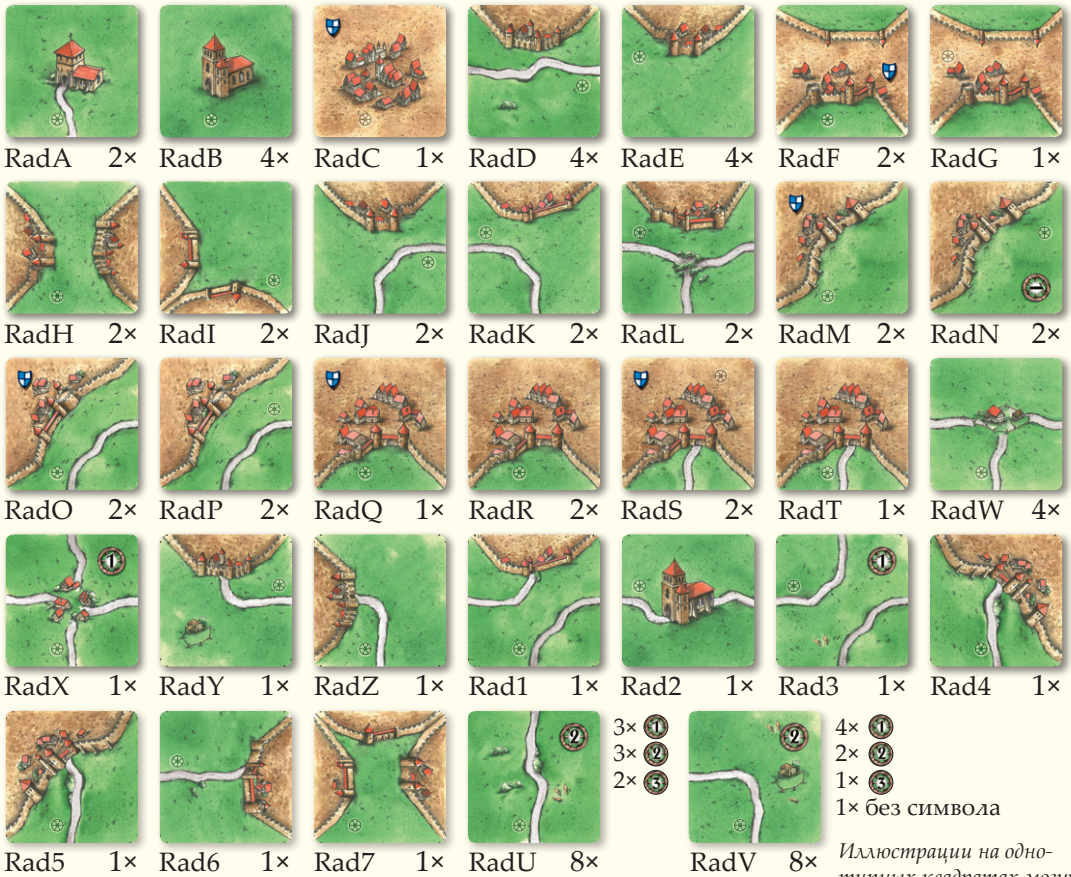 RadA 2× RadB 4× RadC 1× RadD 4× RadE 4× RadF 2× RadG 1×
RadH 2× RadI 2× RadJ 2× RadK 2× RadL 2× RadM 2× RadN 2×
RadO 2× RadP 2× RadQ 1× RadR 2× RadS 2× RadT 1× RadW 4×
1 1
RadX 1× RadY 1× RadZ 1× Rad1 1× Rad2 1× Rad3 1× Rad4 1×
2 3× 1 2 4× 1
3× 2 2× 2
2× 3 1× 3
1× без символа
Rad5 1× Rad6 1× Rad7 1× RadU 8× RadV 8×
Иллюстрации на одно-